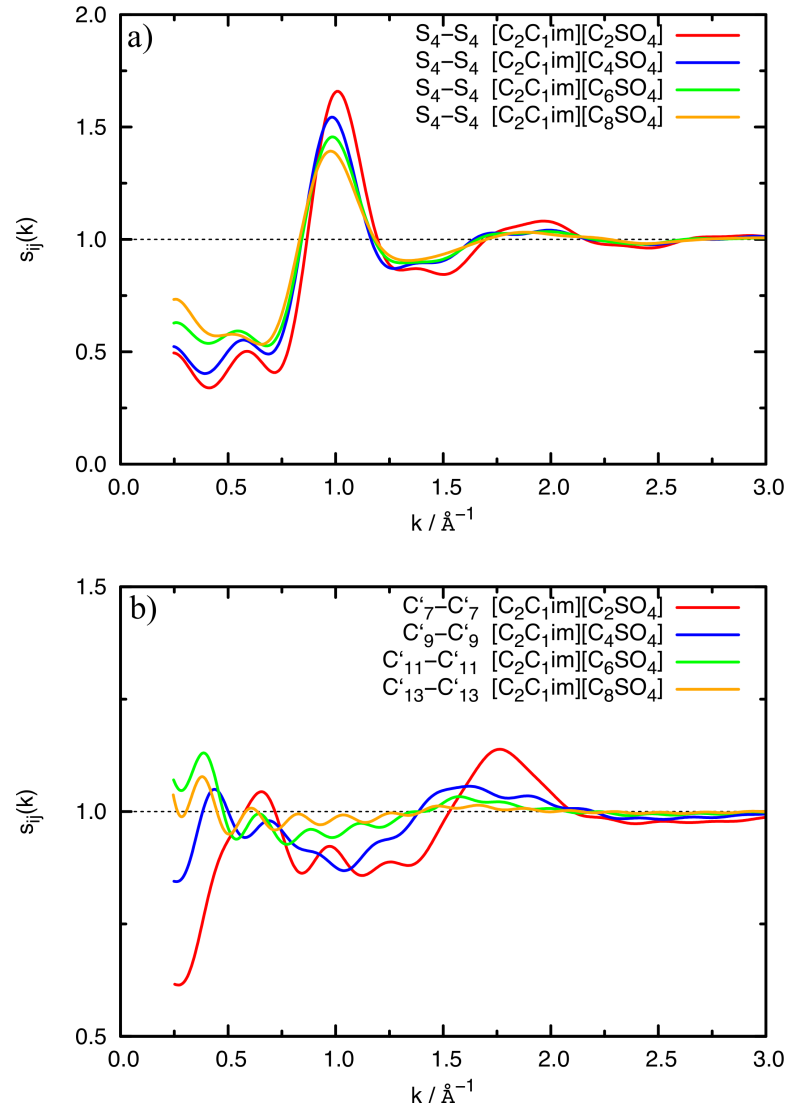 a)
S₄–S₄ [C₂C₁im][C₂SO₄]
S₄–S₄ [C₂C₁im][C₄SO₄]
S₄–S₄ [C₂C₁im][C₆SO₄]
S₄–S₄ [C₂C₁im][C₈SO₄]
2.0
1.5
1.0
0.5
0.0
sᵢⱼ(k)
0.0 0.5 1.0 1.5 2.0 2.5 3.0
k / Å⁻¹
b)
C‘₇–C‘₇ [C₂C₁im][C₂SO₄]
C‘₉–C‘₉ [C₂C₁im][C₄SO₄]
C‘₁₁–C‘₁₁ [C₂C₁im][C₆SO₄]
C‘₁₃–C‘₁₃ [C₂C₁im][C₈SO₄]
1.5
1.0
0.5
sᵢⱼ(k)
0.0 0.5 1.0 1.5 2.0 2.5 3.0
k / Å⁻¹